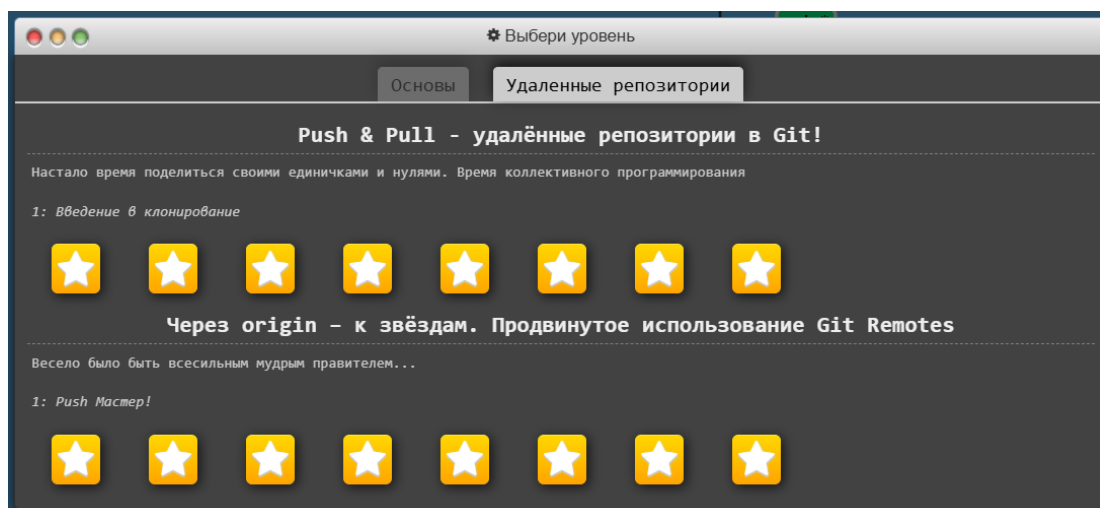 Выбери уровень
Основы
Удаленные репозитории
Push & Pull - удалённые репозитории в Git!
Настало время поделиться своими единичками и нулями. Время коллективного программирования
1: Введение в клонирование
Через origin – к звёздам. Продвинутое использование Git Remotes
Весело было быть всесильным мудрым правителем...
1: Push Мастер!